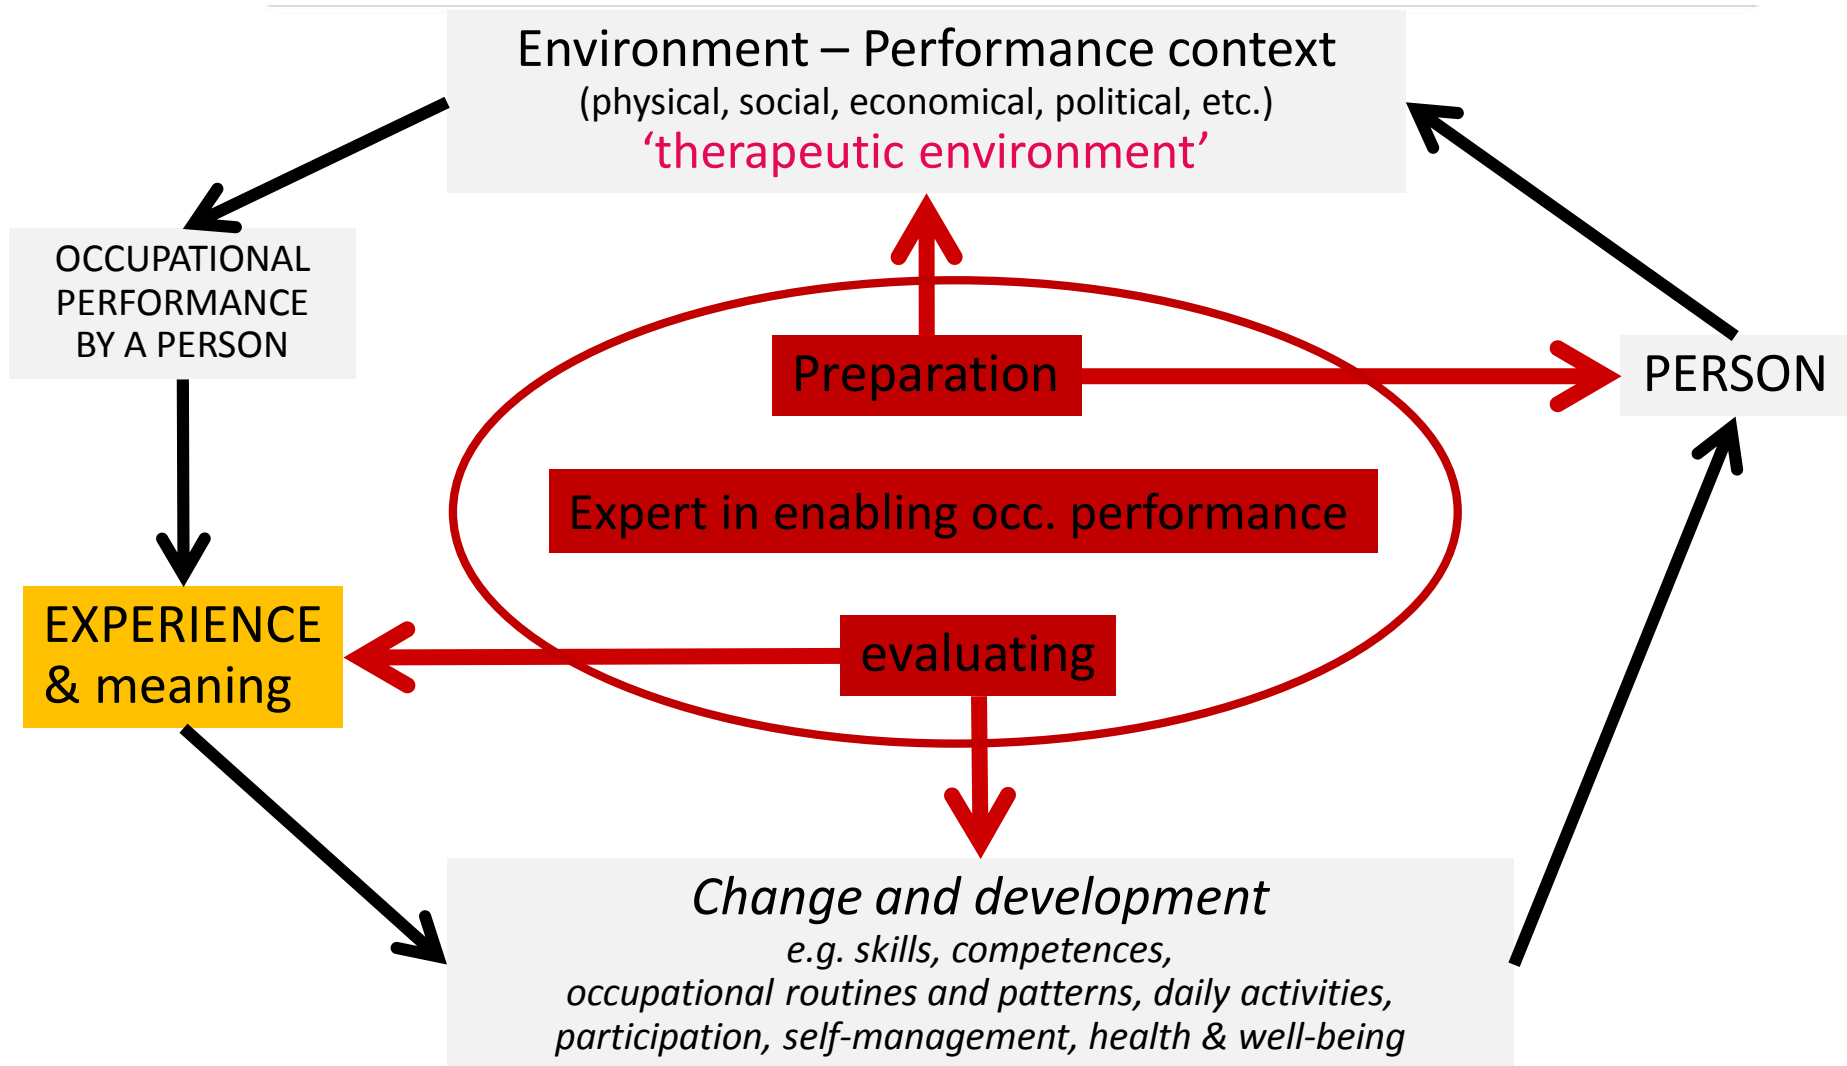 Environment – Performance context
(physical, social, economical, political, etc.)
‘therapeutic environment’
OCCUPATIONAL
PERFORMANCE
BY A PERSON
Preparation
PERSON
Expert in enabling occ. performance
EXPERIENCE
& meaning
evaluating
Change and development
e.g. skills, competences,
occupational routines and patterns, daily activities,
participation, self-management, health & well-being